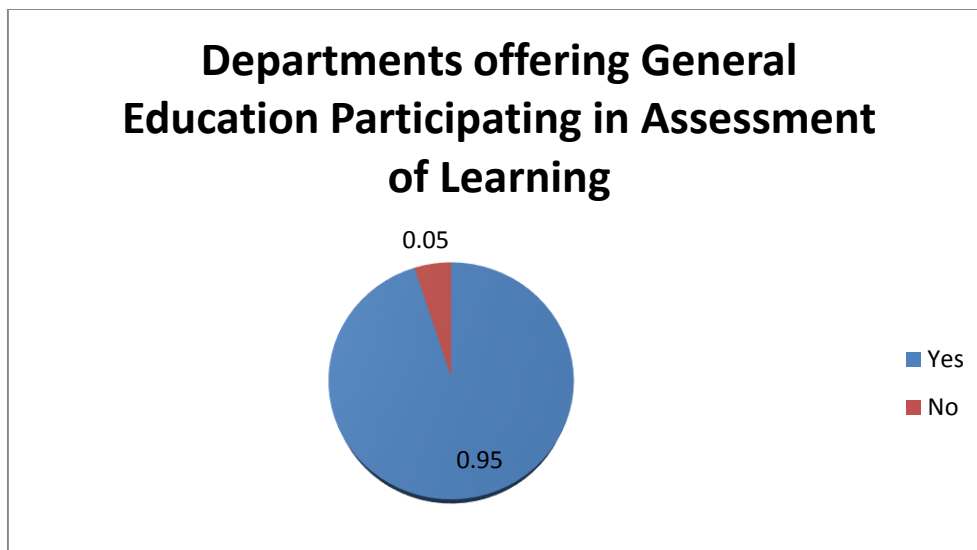 Departments offering General
Education Participating in Assessment
of Learning
0.05
0.95
Yes
No